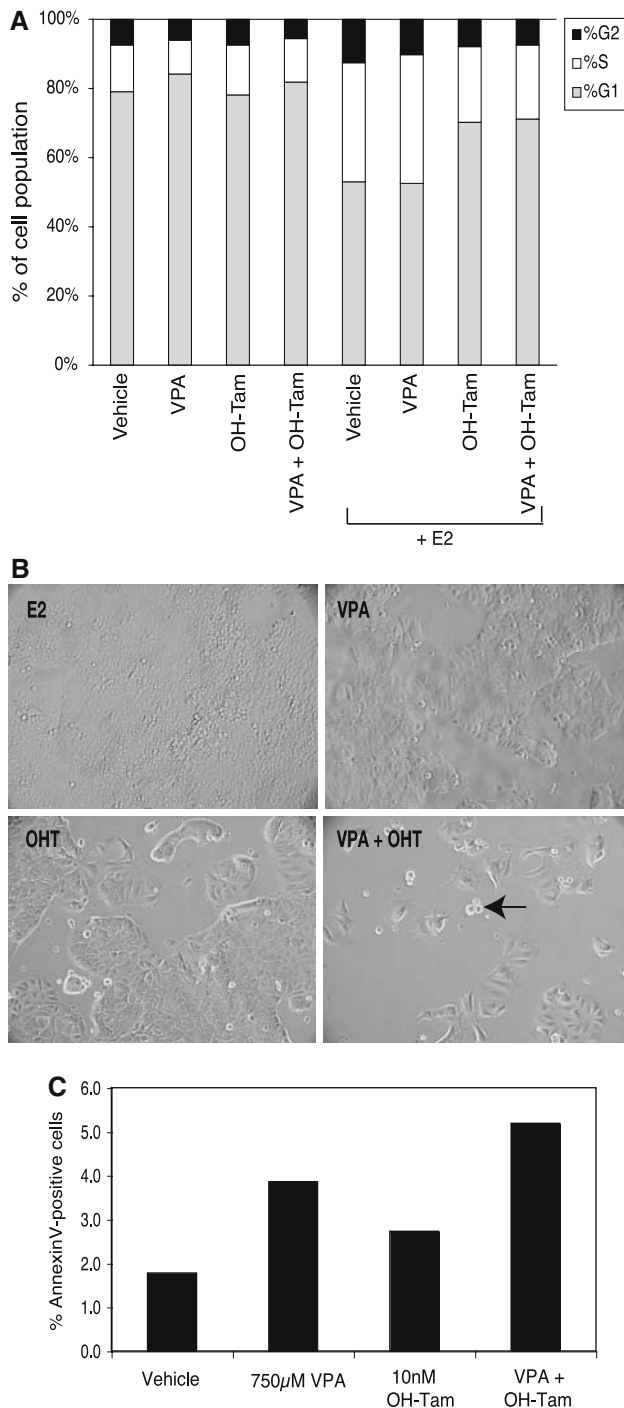 A
100%
80%
60%
40%
20%
0%
% of cell population
%G2
%S
%G1
Vehicle
VPA
OH-Tam
VPA + OH-Tam
Vehicle
VPA
OH-Tam
VPA + OH-Tam
+ E2
B
E2
VPA
OHT
VPA + OHT
C
6.0
5.0
4.0
3.0
2.0
1.0
0.0
% AnnexinV-positive cells
Vehicle
750µM VPA
10nM
OH-Tam
VPA +
OH-Tam